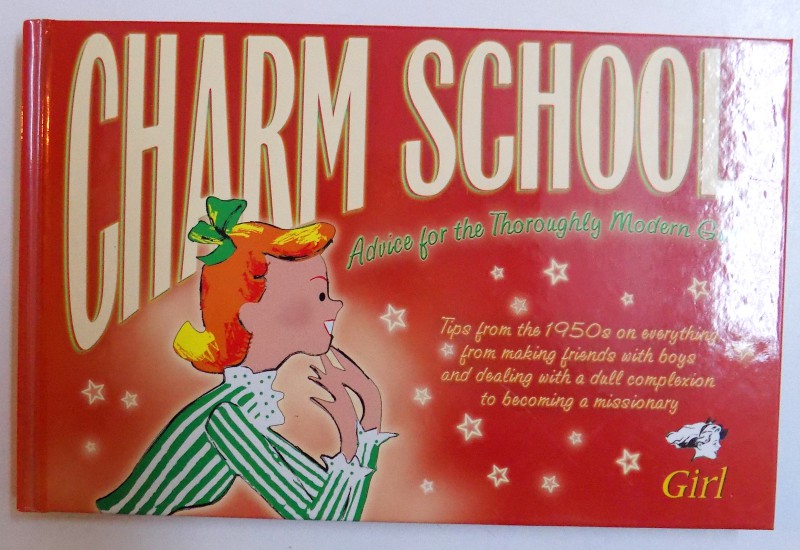 CHARM SCHOOL
Advice for the Thoroughly Modern
Tips from the 1950s on everything
from making friends with boys
and dealing with a dull complexion
to becoming a missionary
Girl